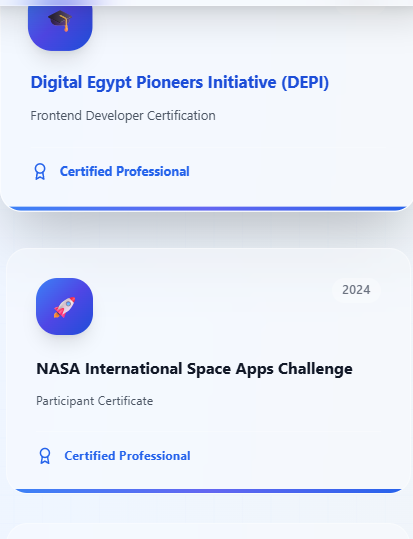 Digital Egypt Pioneers Initiative (DEPI)
Frontend Developer Certification
Certified Professional
2024
NASA International Space Apps Challenge
Participant Certificate
Certified Professional